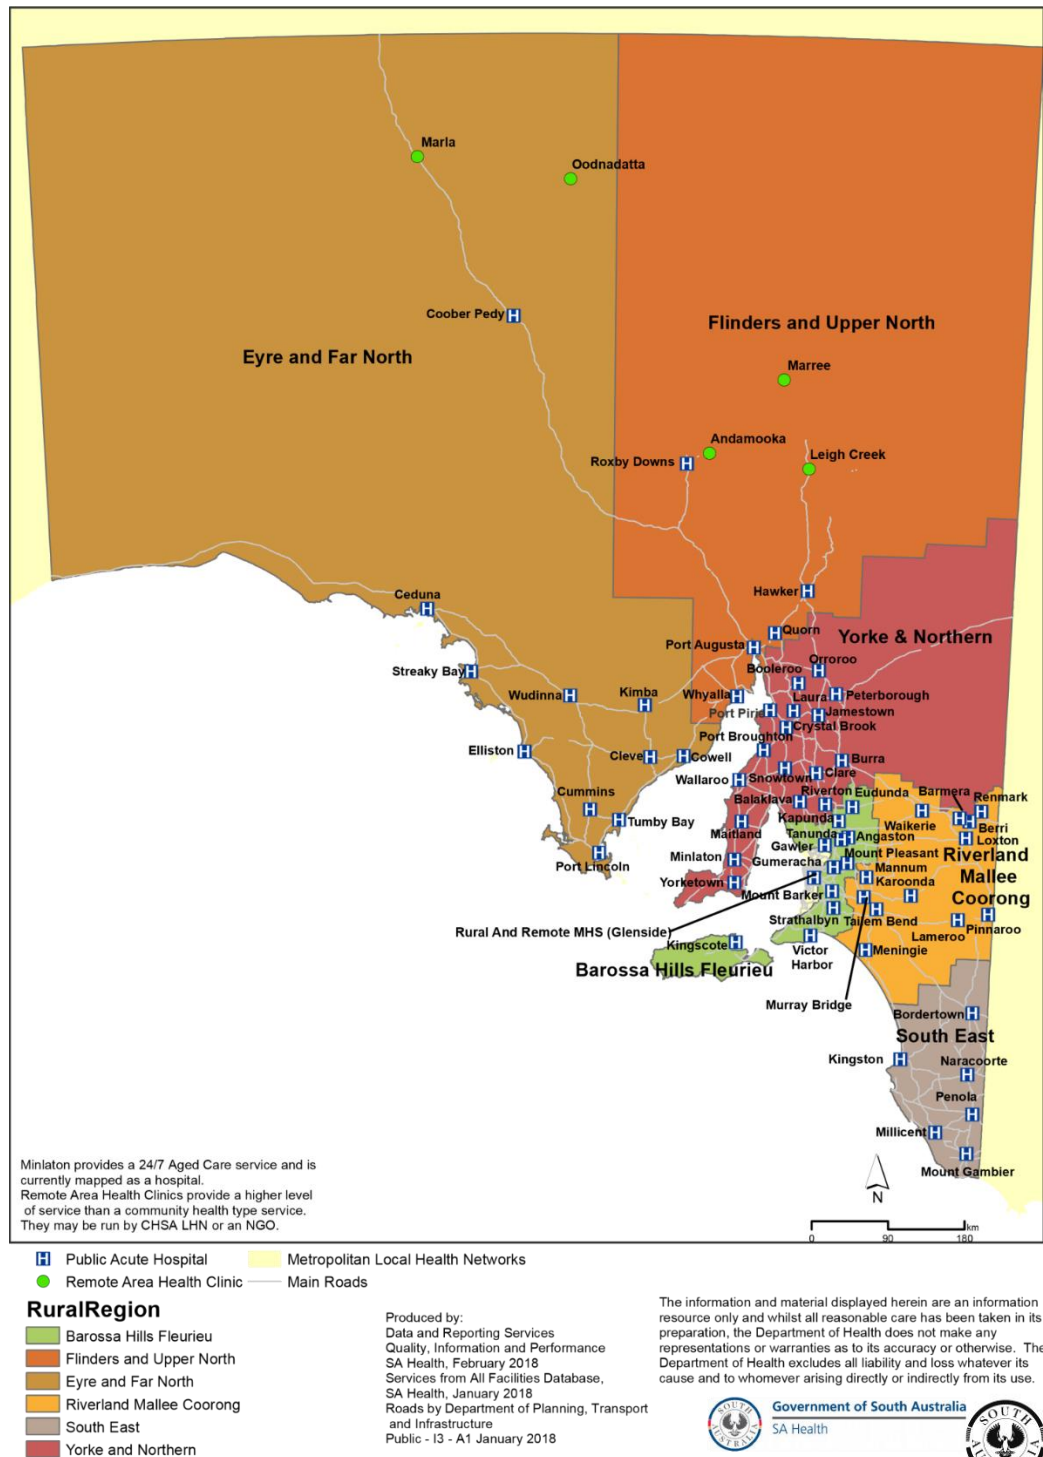 Marla
Oodnadatta
Coober Pedy
Flinders and Upper North
Eyre and Far North
Marree
Andamooka
Roxby Downs
Leigh Creek
Hawker
Ceduna
Quorn
Yorke & Northern
Port Augusta
Orroroo
Booleroo
Streaky Bay
Wudinna
Kimba
Whyalla
Laura
Peterborough
Port Pirie
Jamestown
Crystal Brook
Port Broughton
Elliston
Cleve
Cowell
Burra
Wallaroo
Snowtown
Clare
Cummins
Balaklava
Riverton
Eudunda
Barmera
Renmark
Tumby Bay
Maitland
Kapunda
Waikerie
Berri
Tanunda
Angaston
Loxton
Gawler
Port Lincoln
Minlaton
Gumeracha
Mount Pleasant
Riverland
Mallee
Coorong
Mannum
Karoonda
Yorketown
Mount Barker
Strathalbyn
Tailem Bend
Lameroo
Pinnaroo
Rural And Remote MHS (Glenside)
Kingscote
Victor
Harbor
Meningie
Barossa Hills Fleurieu
Murray Bridge
Bordertown
South East
Kingston
Naracoorte
Penola
Millicent
Mount Gambier
Minlaton provides a 24/7 Aged Care service and is
currently mapped as a hospital.
Remote Area Health Clinics provide a higher level
of service than a community health type service.
They may be run by CHSA LHN or an NGO.
N
km
0 90 180
H Public Acute Hospital
Metropolitan Local Health Networks
Remote Area Health Clinic
Main Roads
RuralRegion
Barossa Hills Fleurieu
Flinders and Upper North
Eyre and Far North
Riverland Mallee Coorong
South East
Yorke and Northern
Produced by:
Data and Reporting Services
Quality, Information and Performance
SA Health, February 2018
Services from All Facilities Database,
SA Health, January 2018
Roads by Department of Planning, Transport
and Infrastructure
Public - I3 - A1 January 2018
The information and material displayed herein are an information
resource only and whilst all reasonable care has been taken in its
preparation, the Department of Health does not make any
representations or warranties as to its accuracy or otherwise. The
Department of Health excludes all liability and loss whatever its
cause and to whomever arising directly or indirectly from its use.
Government of South Australia
SA Health
SOUTH